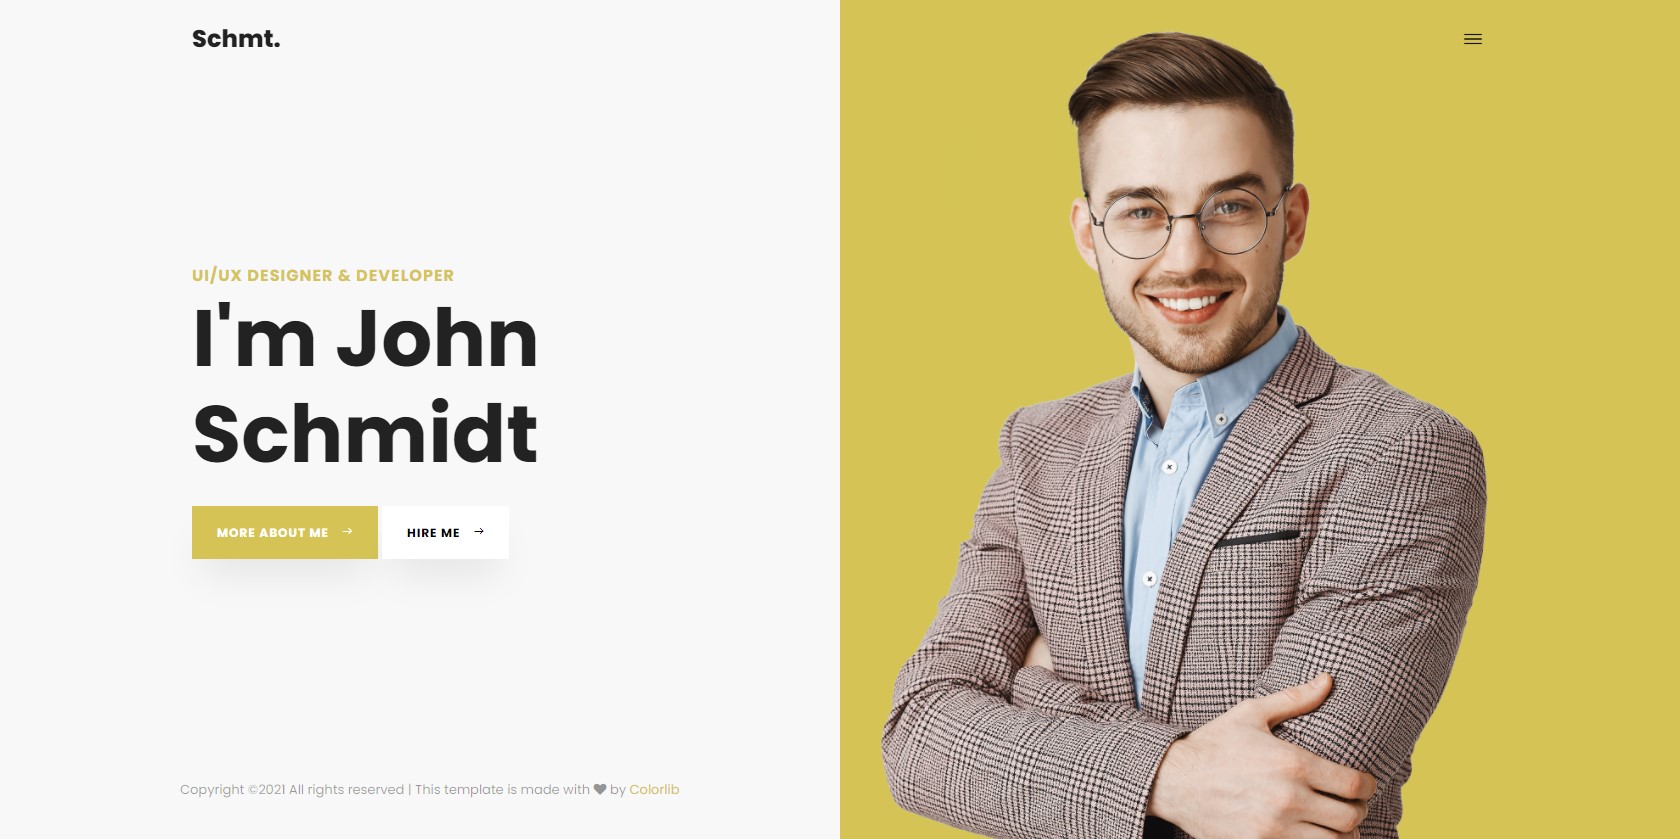 Schmt.
UI/UX DESIGNER & DEVELOPER
I'm John
Schmidt
MORE ABOUT ME →
HIRE ME →
Copyright ©2021 All rights reserved | This template is made with ♥ by Colorlib